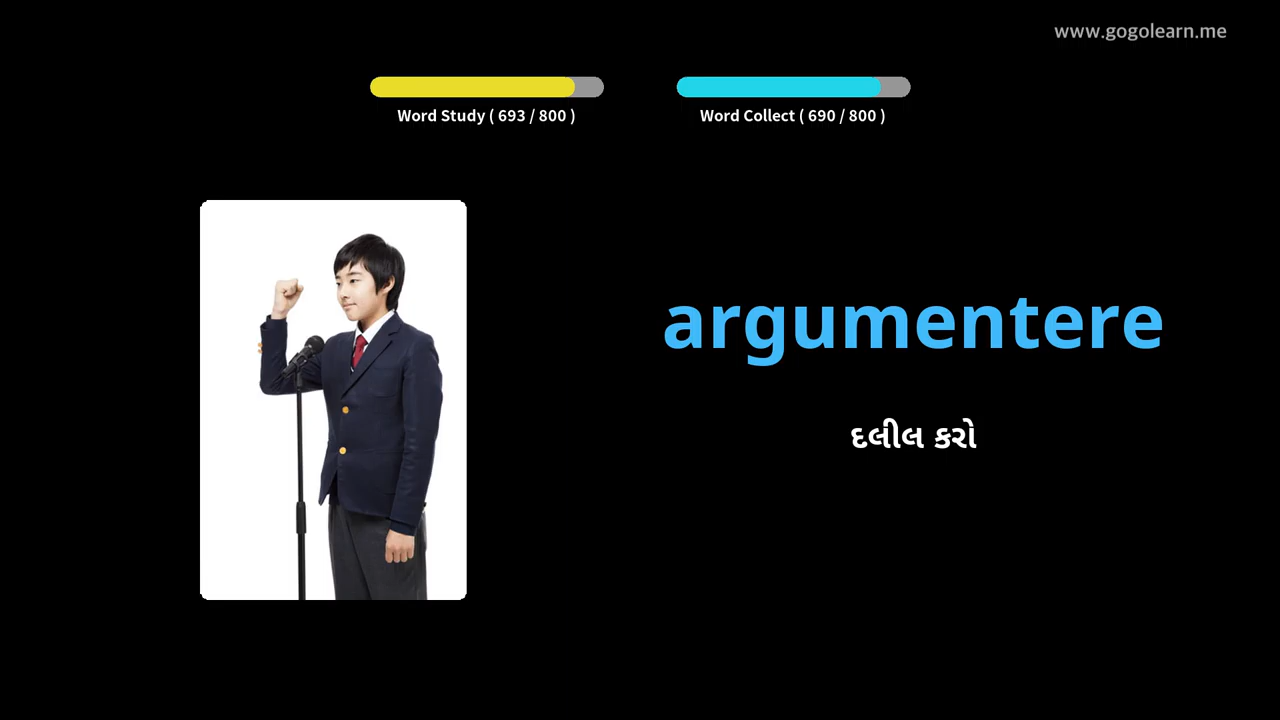 www.gogolearn.me
Word Study ( 693 / 800 )
Word Collect ( 690 / 800 )
argumentere
દલીલ કરો